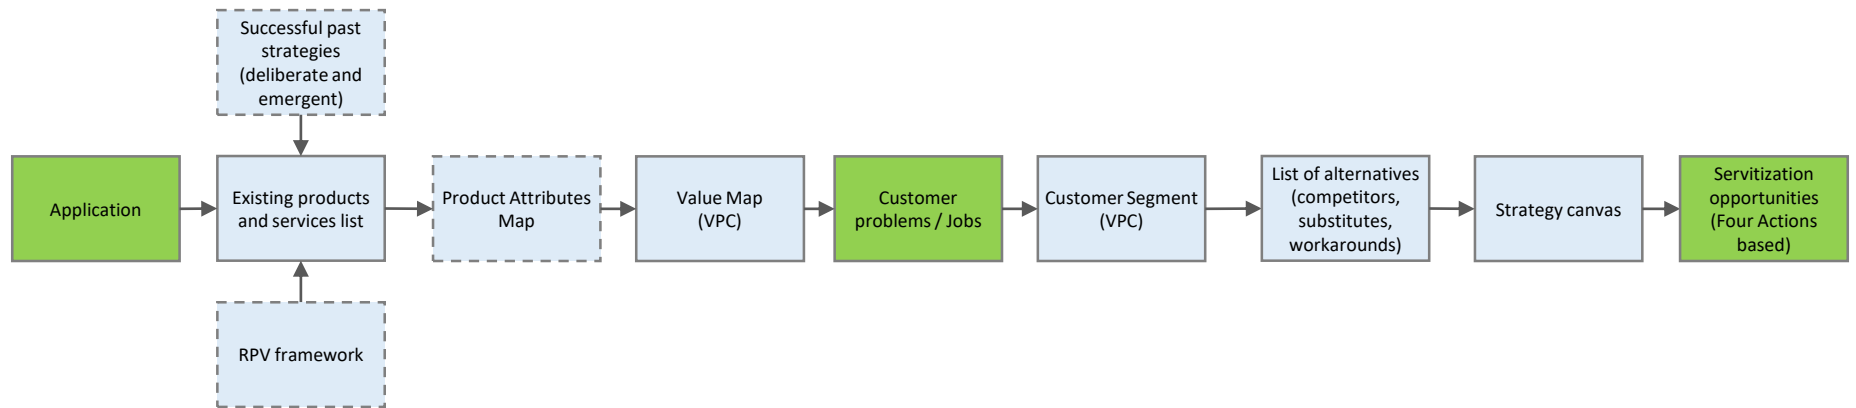 Successful past
strategies
(deliberate and
emergent)
Application
Existing products
and services list
Product Attributes
Map
Value Map
(VPC)
Customer
problems / Jobs
Customer Segment
(VPC)
List of alternatives
(competitors,
substitutes,
workarounds)
Strategy canvas
Servitization
opportunities
(Four Actions
based)
RPV framework